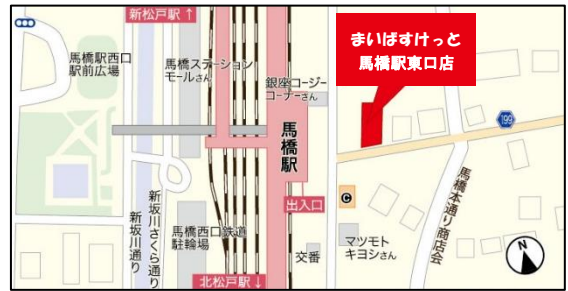 新松戸駅↑
まいばすけっと
馬橋駅東口店
馬橋駅西口
駅前広場
馬橋ステーション
モールさん
銀座コージー
コーナーさん
199
馬橋駅
出入口
C
新坂川通り
新坂川さくら通り
馬橋西口鉄道
駐輪場
交番
マツモト
キヨシさん
馬橋本通り商店会
N
北松戸駅↓